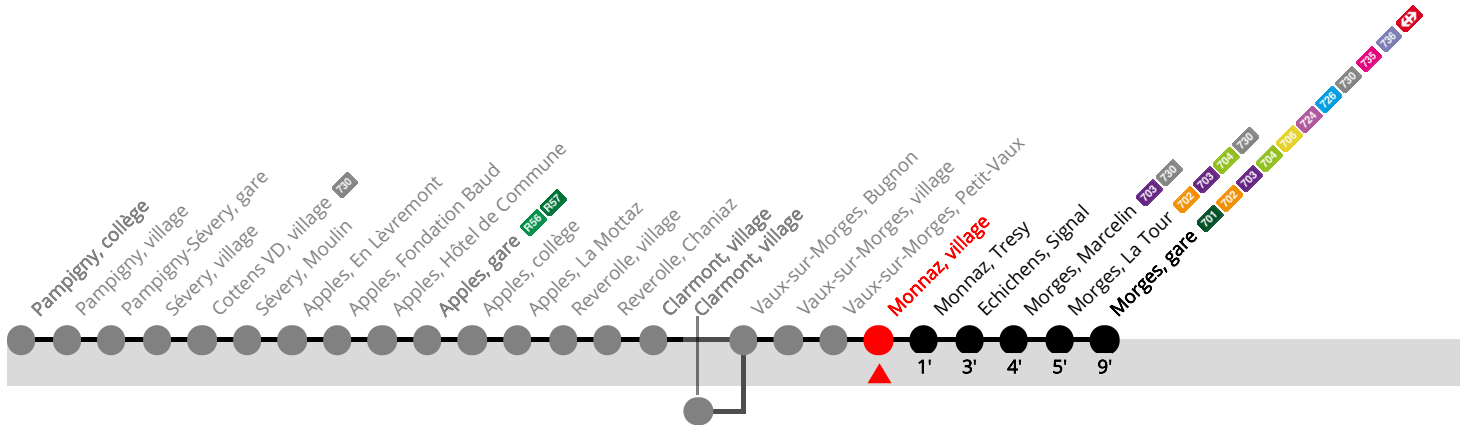 Pampigny, collège
Pampigny, village
Pampigny-Sévery, gare
Sévery, village
Cottens VD, village 730
Sévery, Moulin
Apples, En Lèvremont
Apples, Fondation Baud
Apples, Hôtel de Commune
Apples, gare R56 R57
Apples, collège
Apples, La Mottaz
Reverolle, village
Reverolle, Chaniaz
Clarmont, village
Clarmont, village
Vaux-sur-Morges, Bugnon
Vaux-sur-Morges, village
Vaux-sur-Morges, Petit-Vaux
Monnaz, village
Monnaz, Tresy
Echichens, Signal
Morges, Marcelin 703 730
Morges, La Tour 702 703 704 730
Morges, gare 701 702 703 704 706 724 726 730 735 736
1' 3' 4' 5' 9'